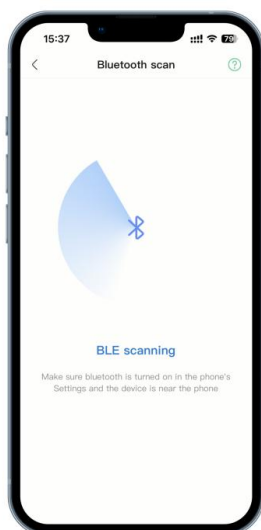 15:37
79
Bluetooth scan
?
BLE scanning
Make sure bluetooth is turned on in the phone's
Settings and the device is near the phone